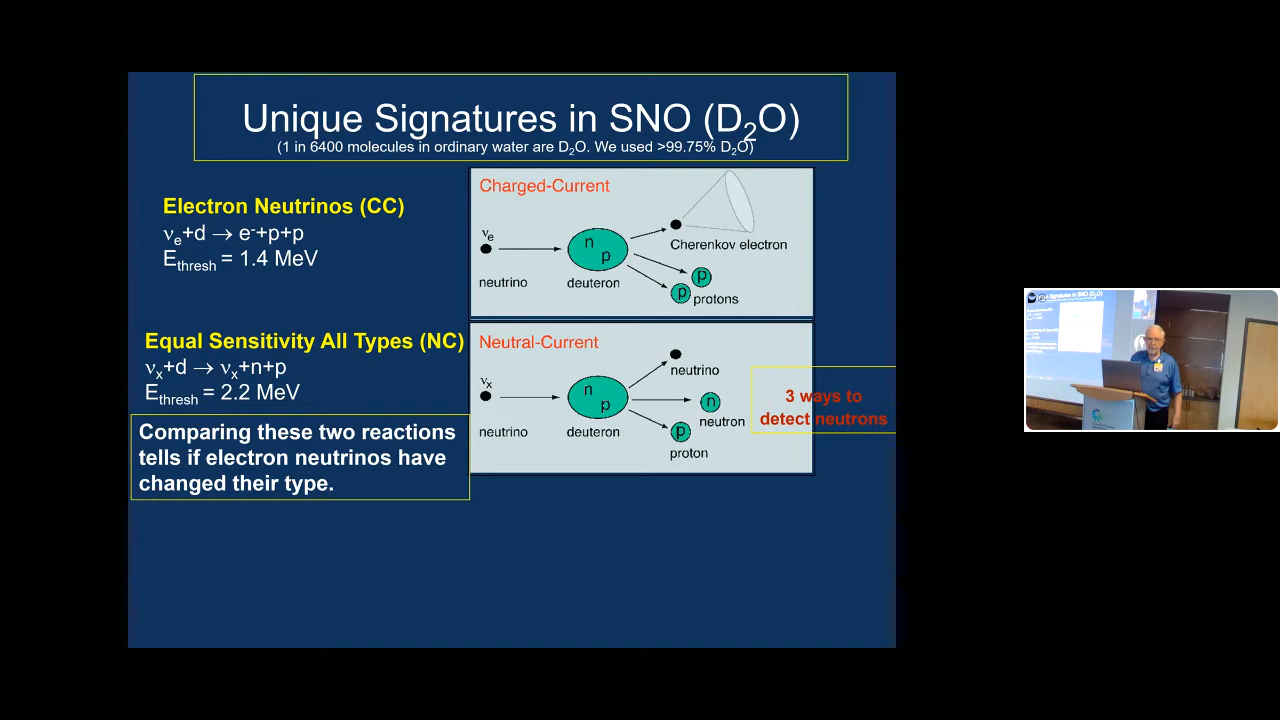 Unique Signatures in SNO (D₂O)
(1 in 6400 molecules in ordinary water are D₂O. We used >99.75% D₂O)
Electron Neutrinos (CC)
νₑ+d → e⁻+p+p
E_thresh = 1.4 MeV
Charged-Current
νₑ
n
p
Cherenkov electron
p
p
neutrino
deuteron
protons
Equal Sensitivity All Types (NC)
νₓ+d → νₓ+n+p
E_thresh = 2.2 MeV
Comparing these two reactions
tells if electron neutrinos have
changed their type.
Neutral-Current
neutrino
νₓ
n
p
n
neutron
p
neutrino
deuteron
proton
3 ways to
detect neutrons